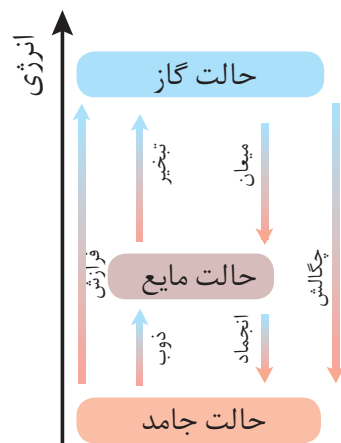 انرژی
حالت گاز
تبخیر
میعان
فرازش
چگالش
حالت مایع
ذوب
انجماد
حالت جامد